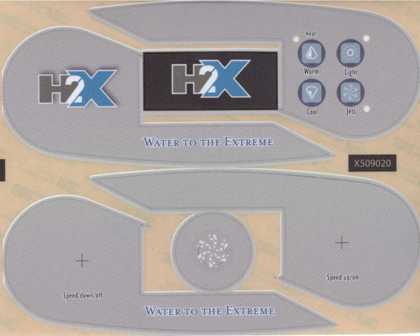 Heat
H2X
H2X
Warm
Light
Cool
Jets
WATER TO THE EXTREME
X509020
Speed down/off
Speed up/on
WATER TO THE EXTREME